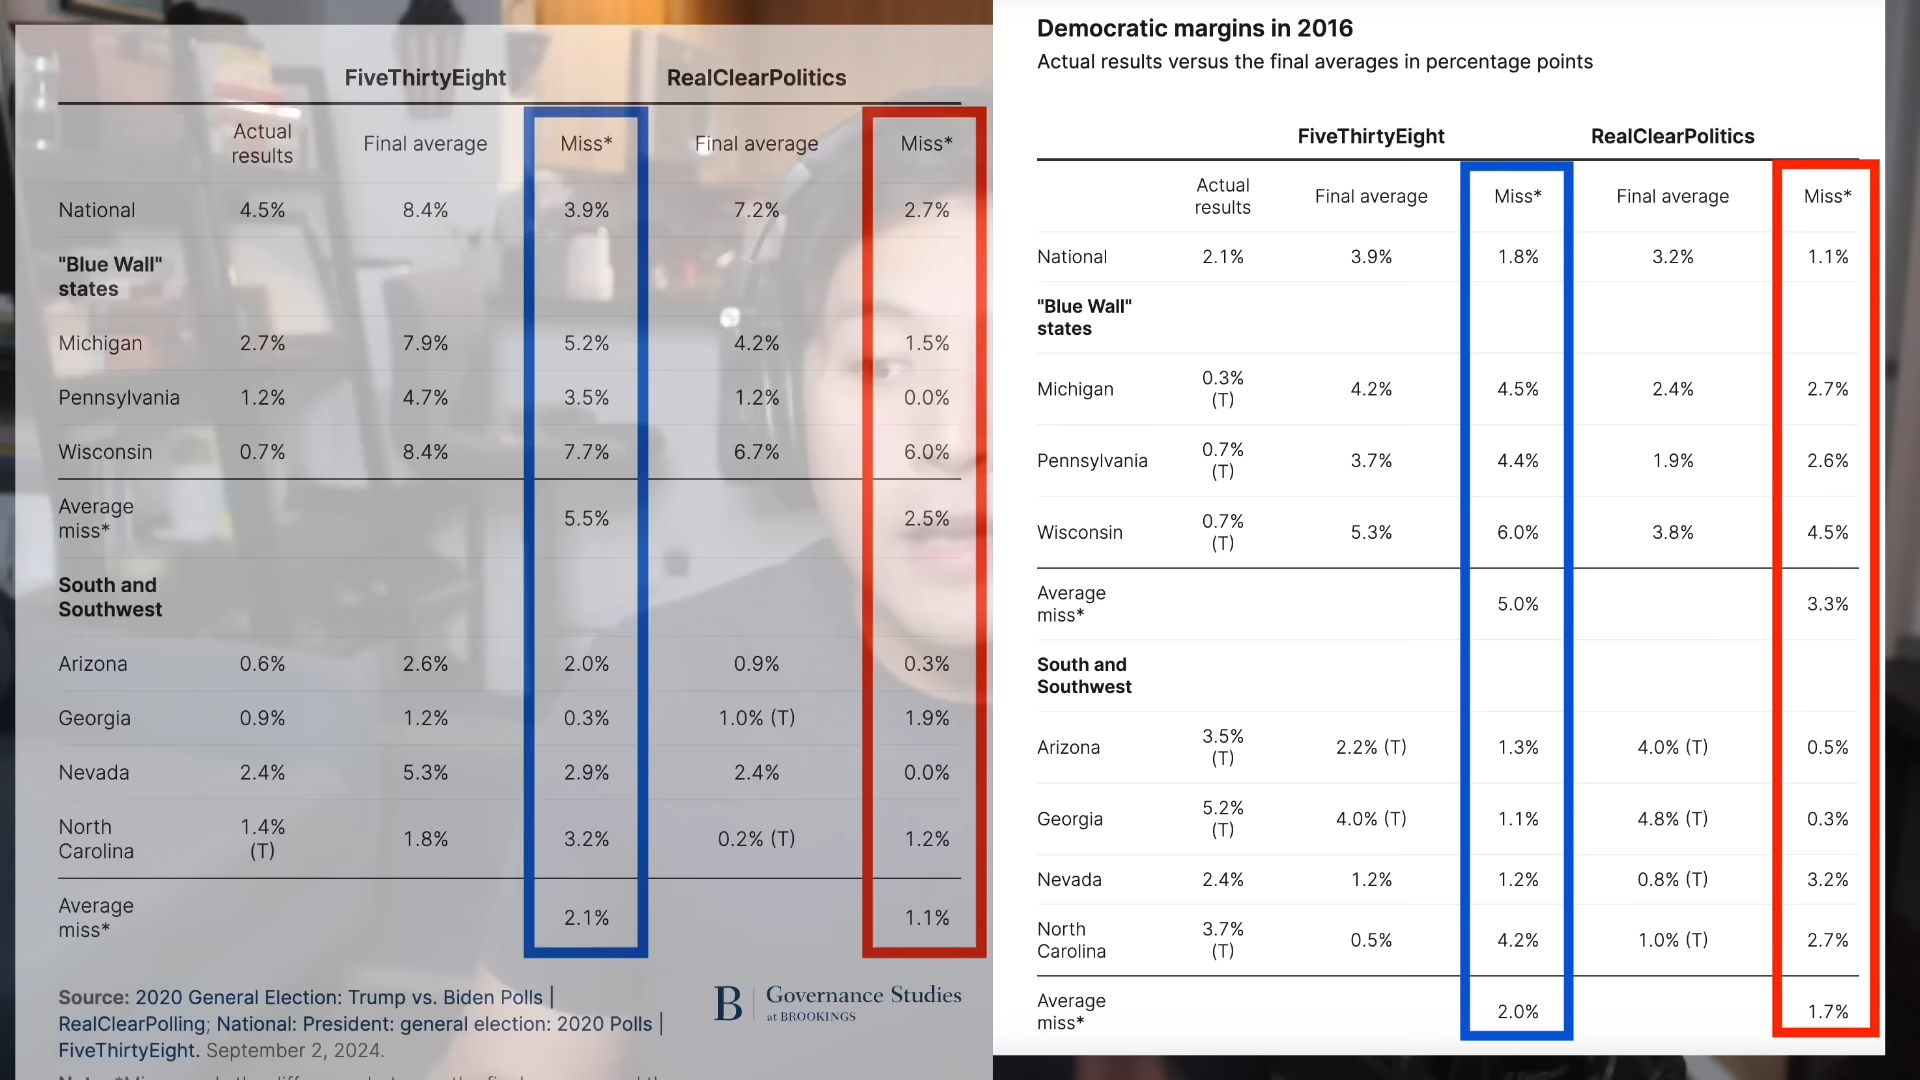 FiveThirtyEight RealClearPolitics
Actual results Final average Miss* Final average Miss*
National 4.5% 8.4% 3.9% 7.2% 2.7%
"Blue Wall" states
Michigan 2.7% 7.9% 5.2% 4.2% 1.5%
Pennsylvania 1.2% 4.7% 3.5% 1.2% 0.0%
Wisconsin 0.7% 8.4% 7.7% 6.7% 6.0%
Average miss* 5.5% 2.5%
South and Southwest
Arizona 0.6% 2.6% 2.0% 0.9% 0.3%
Georgia 0.9% 1.2% 0.3% 1.0% (T) 1.9%
Nevada 2.4% 5.3% 2.9% 2.4% 0.0%
North Carolina 1.4% (T) 1.8% 3.2% 0.2% (T) 1.2%
Average miss* 2.1% 1.1%
Source: 2020 General Election: Trump vs. Biden Polls |
RealClearPolling; National: President: general election: 2020 Polls |
FiveThirtyEight. September 2, 2024.
B Governance Studies
at BROOKINGS
Democratic margins in 2016
Actual results versus the final averages in percentage points
FiveThirtyEight RealClearPolitics
Actual results Final average Miss* Final average Miss*
National 2.1% 3.9% 1.8% 3.2% 1.1%
"Blue Wall" states
Michigan 0.3% (T) 4.2% 4.5% 2.4% 2.7%
Pennsylvania 0.7% (T) 3.7% 4.4% 1.9% 2.6%
Wisconsin 0.7% (T) 5.3% 6.0% 3.8% 4.5%
Average miss* 5.0% 3.3%
South and Southwest
Arizona 3.5% (T) 2.2% (T) 1.3% 4.0% (T) 0.5%
Georgia 5.2% (T) 4.0% (T) 1.1% 4.8% (T) 0.3%
Nevada 2.4% 1.2% 1.2% 0.8% (T) 3.2%
North Carolina 3.7% (T) 0.5% 4.2% 1.0% (T) 2.7%
Average miss* 2.0% 1.7%